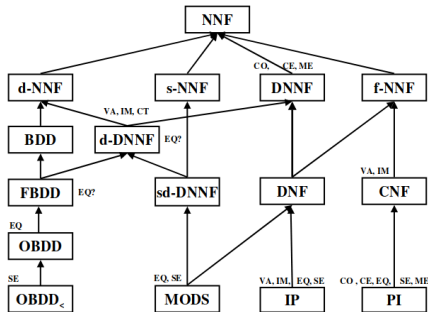 NNF
CO, CE, ME
d-NNF s-NNF DNNF f-NNF
VA, IM, CT
BDD d-DNNF EQ?
VA, IM
FBDD EQ? sd-DNNF DNF CNF
EQ
OBDD
SE EQ, SE VA, IM, EQ, SE CO , CE, EQ, SE, ME
OBDD< MODS IP PI